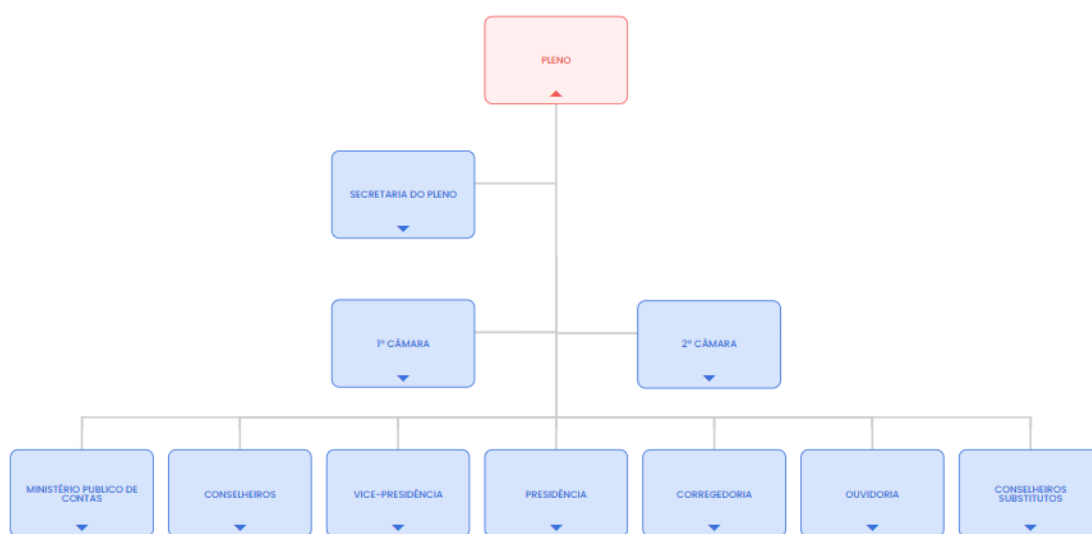 PLENO
SECRETARIA DO PLENO
1ª CÂMARA
2ª CÂMARA
MINISTÉRIO PUBLICO DE
CONTAS
CONSELHEIROS
VICE-PRESIDÊNCIA
PRESIDÊNCIA
CORREGEDORIA
OUVIDORIA
CONSELHEIROS
SUBSTITUTOS